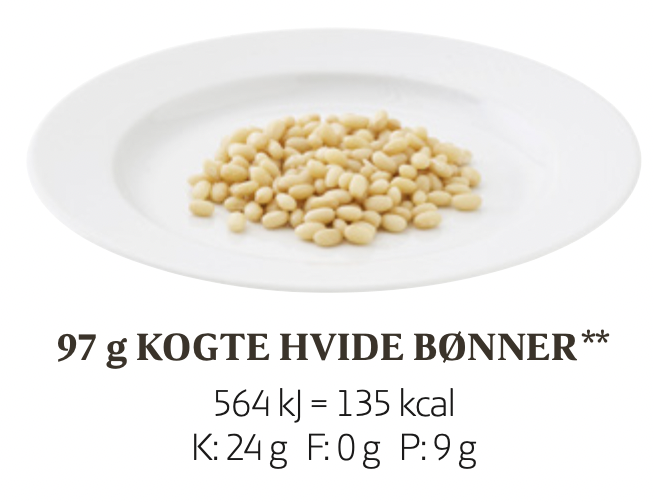 97 g KOGTE HVIDE BØNNER**
564 kJ = 135 kcal
K: 24 g F: 0 g P: 9 g